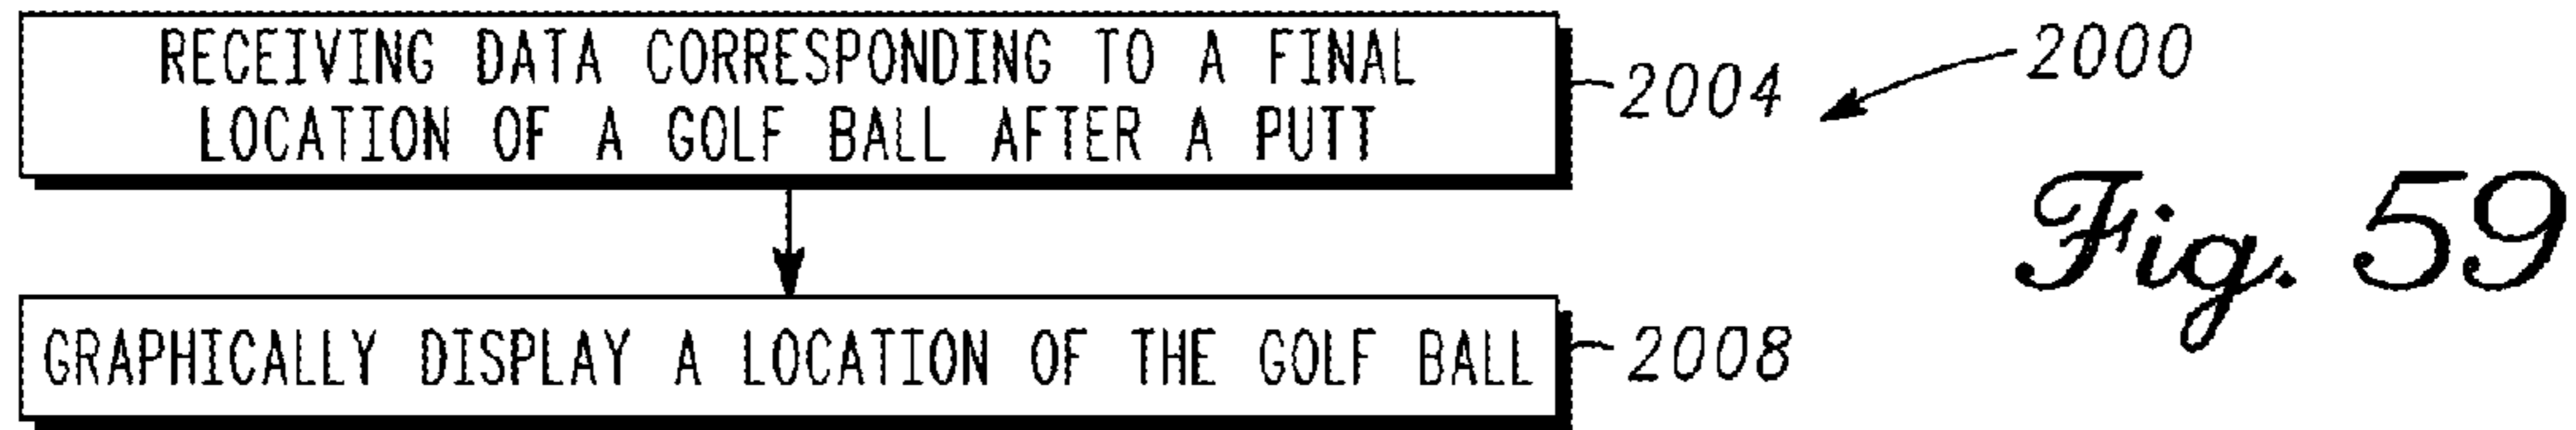 RECEIVING DATA CORRESPONDING TO A FINAL
LOCATION OF A GOLF BALL AFTER A PUTT
2004
2000
Fig. 59
GRAPHICALLY DISPLAY A LOCATION OF THE GOLF BALL
2008